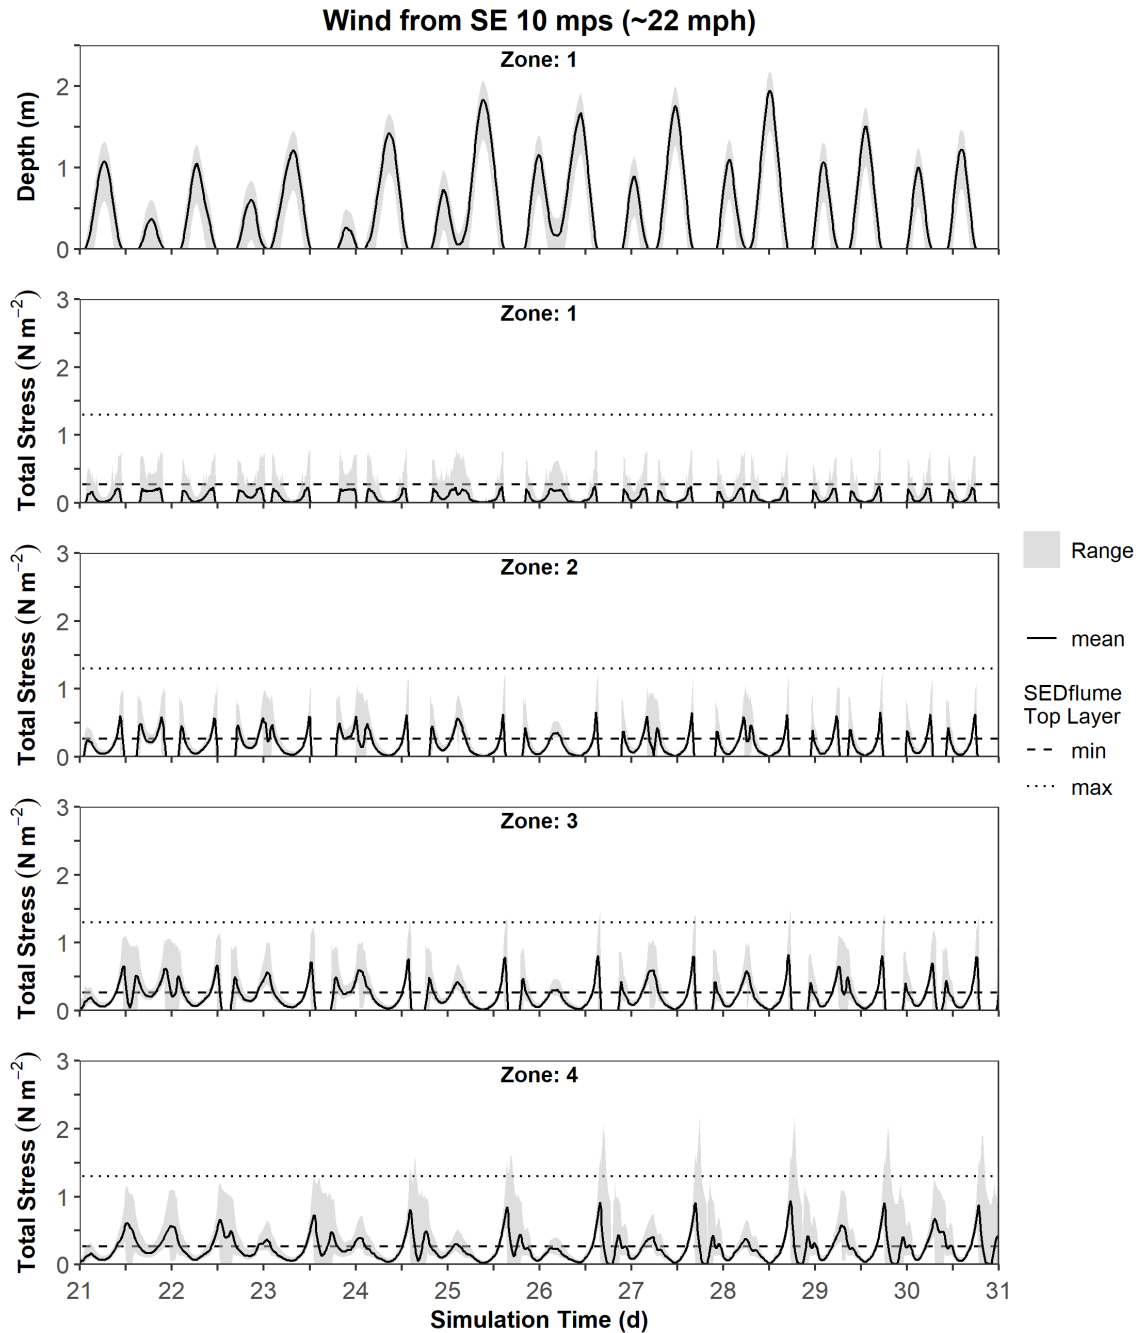 Wind from SE 10 mps (~22 mph)
Zone: 1
Depth (m)
2
1
0
Zone: 1
Total Stress (N m⁻²)
3
2
1
0
Zone: 2
Total Stress (N m⁻²)
3
2
1
0
Zone: 3
Total Stress (N m⁻²)
3
2
1
0
Zone: 4
Total Stress (N m⁻²)
3
2
1
0
21 22 23 24 25 26 27 28 29 30 31
Simulation Time (d)
Range
mean
SEDflume
Top Layer
min
max